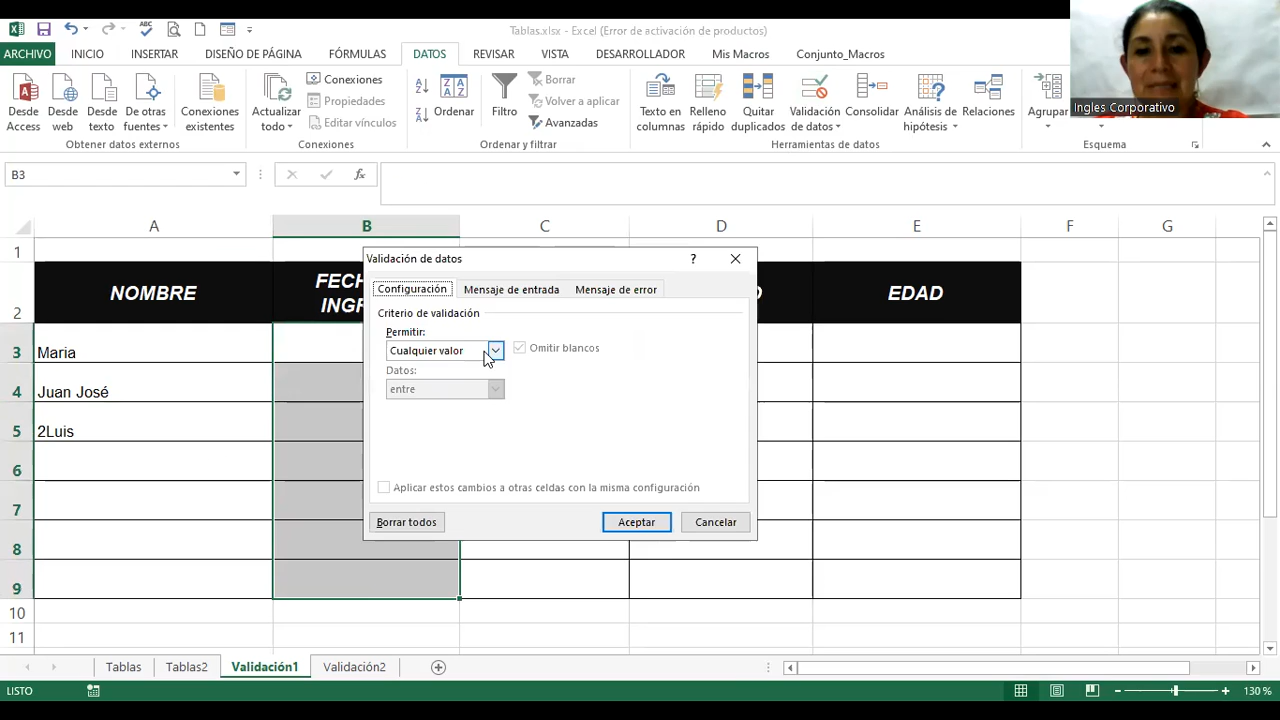 Tablas.xlsx - Excel (Error de activación de productos)
ABC
ARCHIVO INICIO INSERTAR DISEÑO DE PÁGINA FÓRMULAS DATOS REVISAR VISTA DESARROLLADOR Mis Macros Conjunto_Macros
Ingles Corporativo
Desde Access
Desde web
Desde texto
De otras fuentes
Conexiones existentes
Actualizar todo
Conexiones
Propiedades
Editar vínculos
Ordenar
Filtro
Borrar
Volver a aplicar
Avanzadas
Texto en columnas
Relleno rápido
Quitar duplicados
Validación de datos
Consolidar
Análisis de hipótesis
Relaciones
Agrupar
Obtener datos externos Conexiones Ordenar y filtrar Herramientas de datos Esquema
B3 fx
A B C D E F G
1
2 NOMBRE FECH INGR O EDAD
3 Maria
4 Juan José
5 2Luis
6
7
8
9
10
11
Validación de datos ?
Configuración Mensaje de entrada Mensaje de error
Criterio de validación
Permitir:
Cualquier valor Omitir blancos
Datos:
entre
Aplicar estos cambios a otras celdas con la misma configuración
Borrar todos Aceptar Cancelar
Tablas Tablas2 Validación1 Validación2
LISTO 130 %